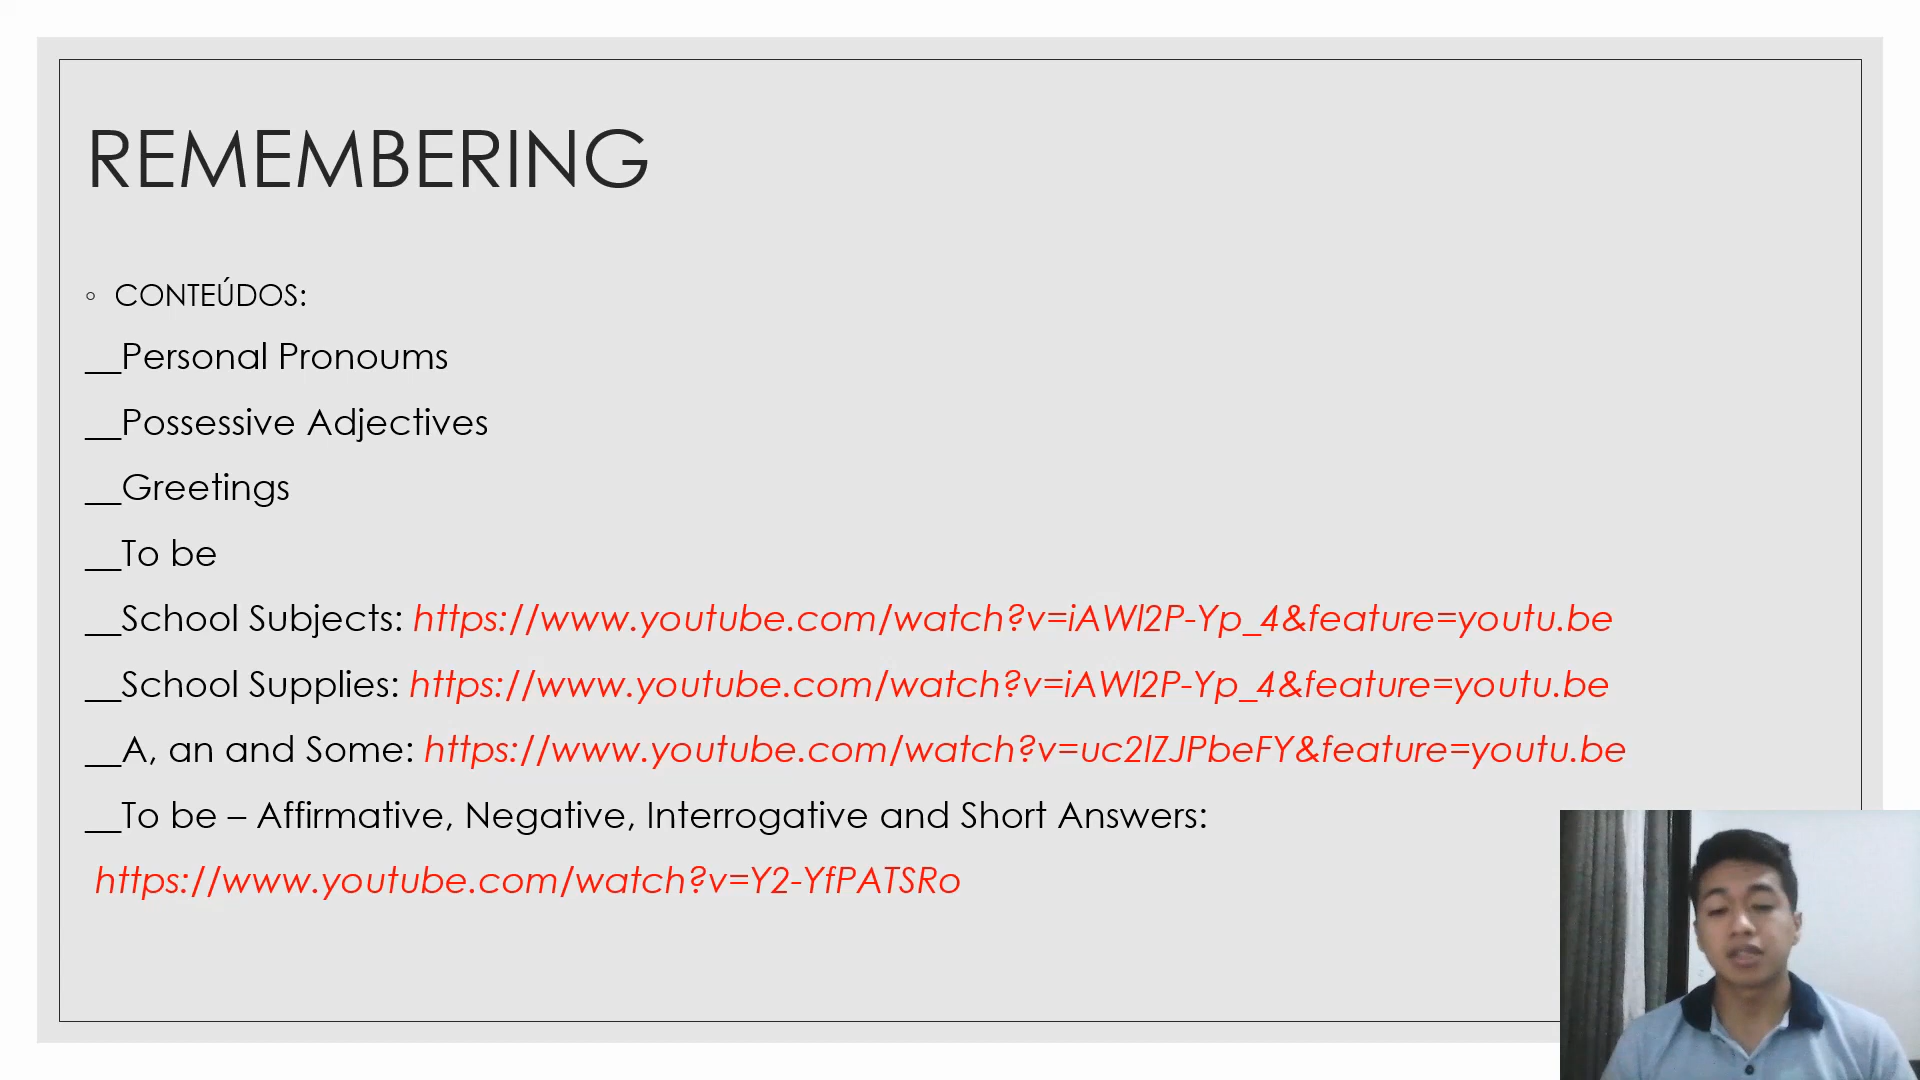 REMEMBERING
◦ CONTEÚDOS:
__Personal Pronoums
__Possessive Adjectives
__Greetings
__To be
__School Subjects: https://www.youtube.com/watch?v=iAWl2P-Yp_4&feature=youtu.be
__School Supplies: https://www.youtube.com/watch?v=iAWl2P-Yp_4&feature=youtu.be
__A, an and Some: https://www.youtube.com/watch?v=uc2lZJPbeFY&feature=youtu.be
__To be – Affirmative, Negative, Interrogative and Short Answers:
https://www.youtube.com/watch?v=Y2-YfPATSRo